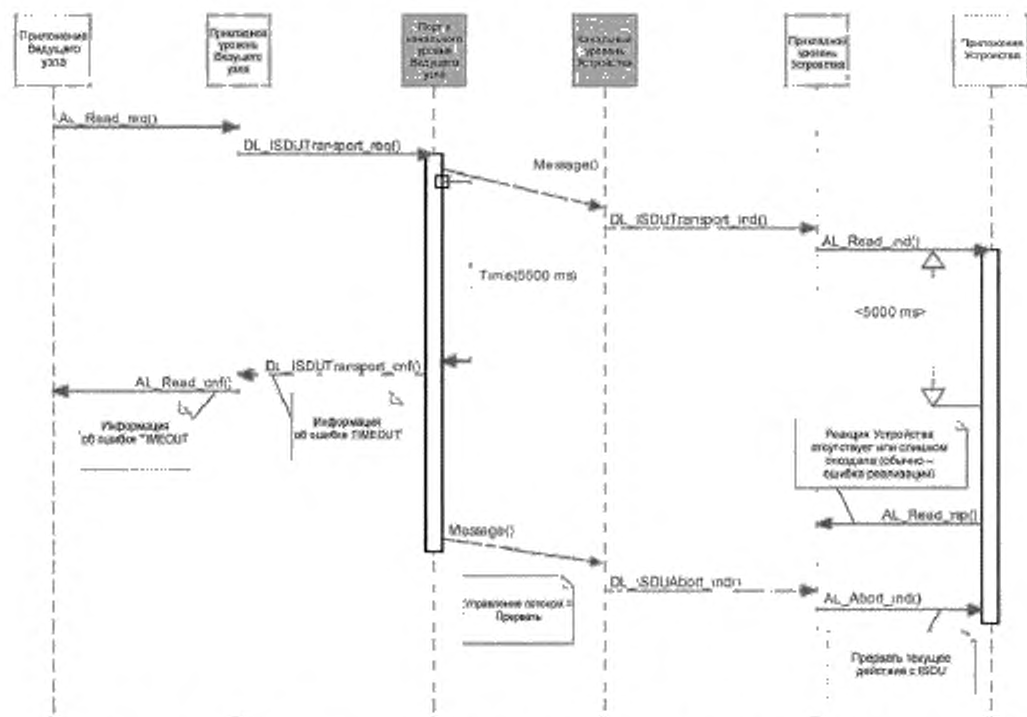 Приложение
Ведущего
узла
Прикладной
уровень
Ведущего
узла
Порт и
канального
уровня
Ведущего
узла
Канальный
уровень
Устройства
Прикладной
уровень
Устройства
Приложение
Устройства
AL_Read_req()
DL_ISDUTransport_req()
Message()
DL_ISDUTransport_ind()
AL_Read_ind()
Time(5500 ms)
<5000 ms>
DL_ISDUTransport_cnf()
AL_Read_cnf()
Информация
об ошибке "TIMEOUT
Информация
об ошибке TIMEOUT"
Реакция Устройства
отсутствует или слишком
опоздала (обычно –
ошибка реализации)
AL_Read_rsp()
Message()
DL_ISDUAbort_ind()
AL_Abort_ind()
Управление потоком =
Прервать
Прервать текущее
действия с ISDU